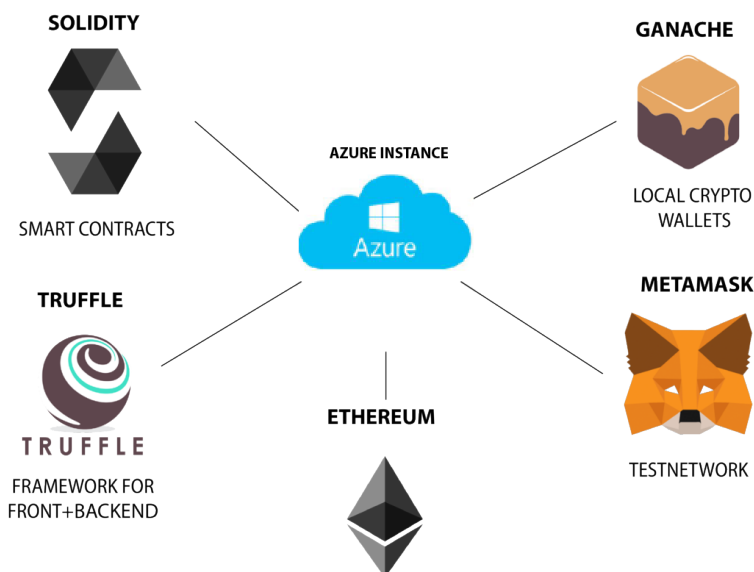 SOLIDITY
GANACHE
AZURE INSTANCE
Azure
SMART CONTRACTS
LOCAL CRYPTO
WALLETS
TRUFFLE
METAMASK
TRUFFLE
ETHEREUM
FRAMEWORK FOR
FRONT+BACKEND
TESTNETWORK